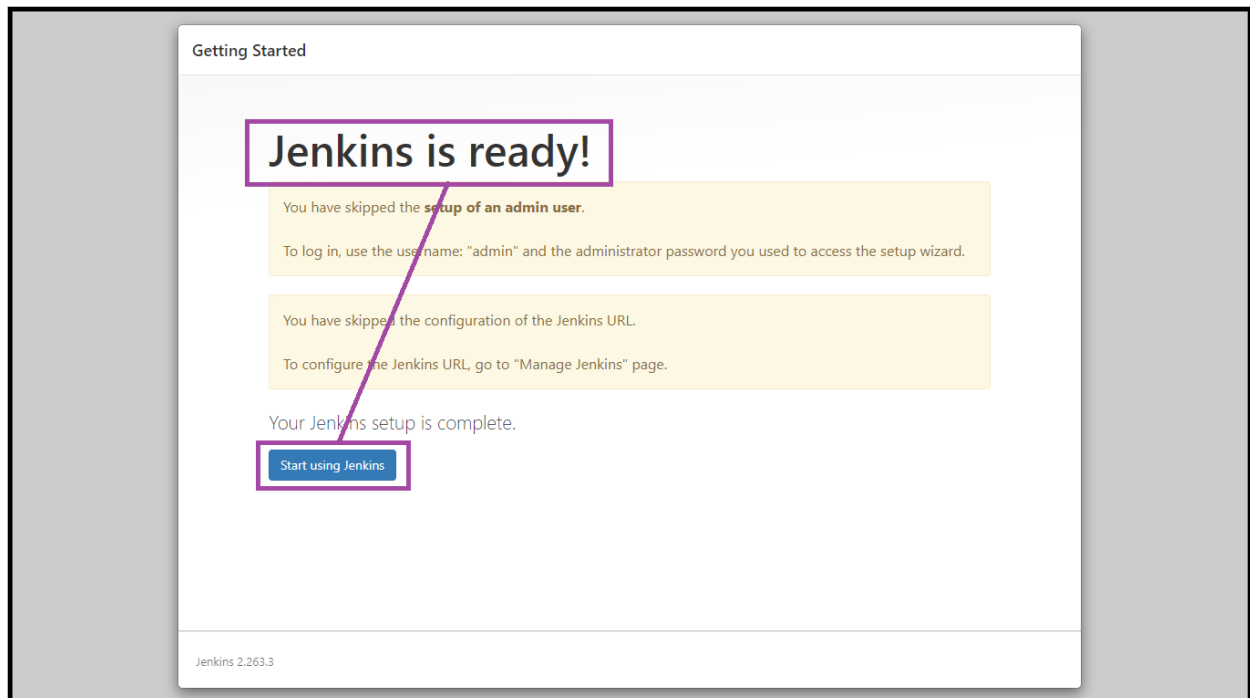 Getting Started
Jenkins is ready!
You have skipped the setup of an admin user.
To log in, use the username: "admin" and the administrator password you used to access the setup wizard.
You have skipped the configuration of the Jenkins URL.
To configure the Jenkins URL, go to "Manage Jenkins" page.
Your Jenkins setup is complete.
Start using Jenkins
Jenkins 2.263.3